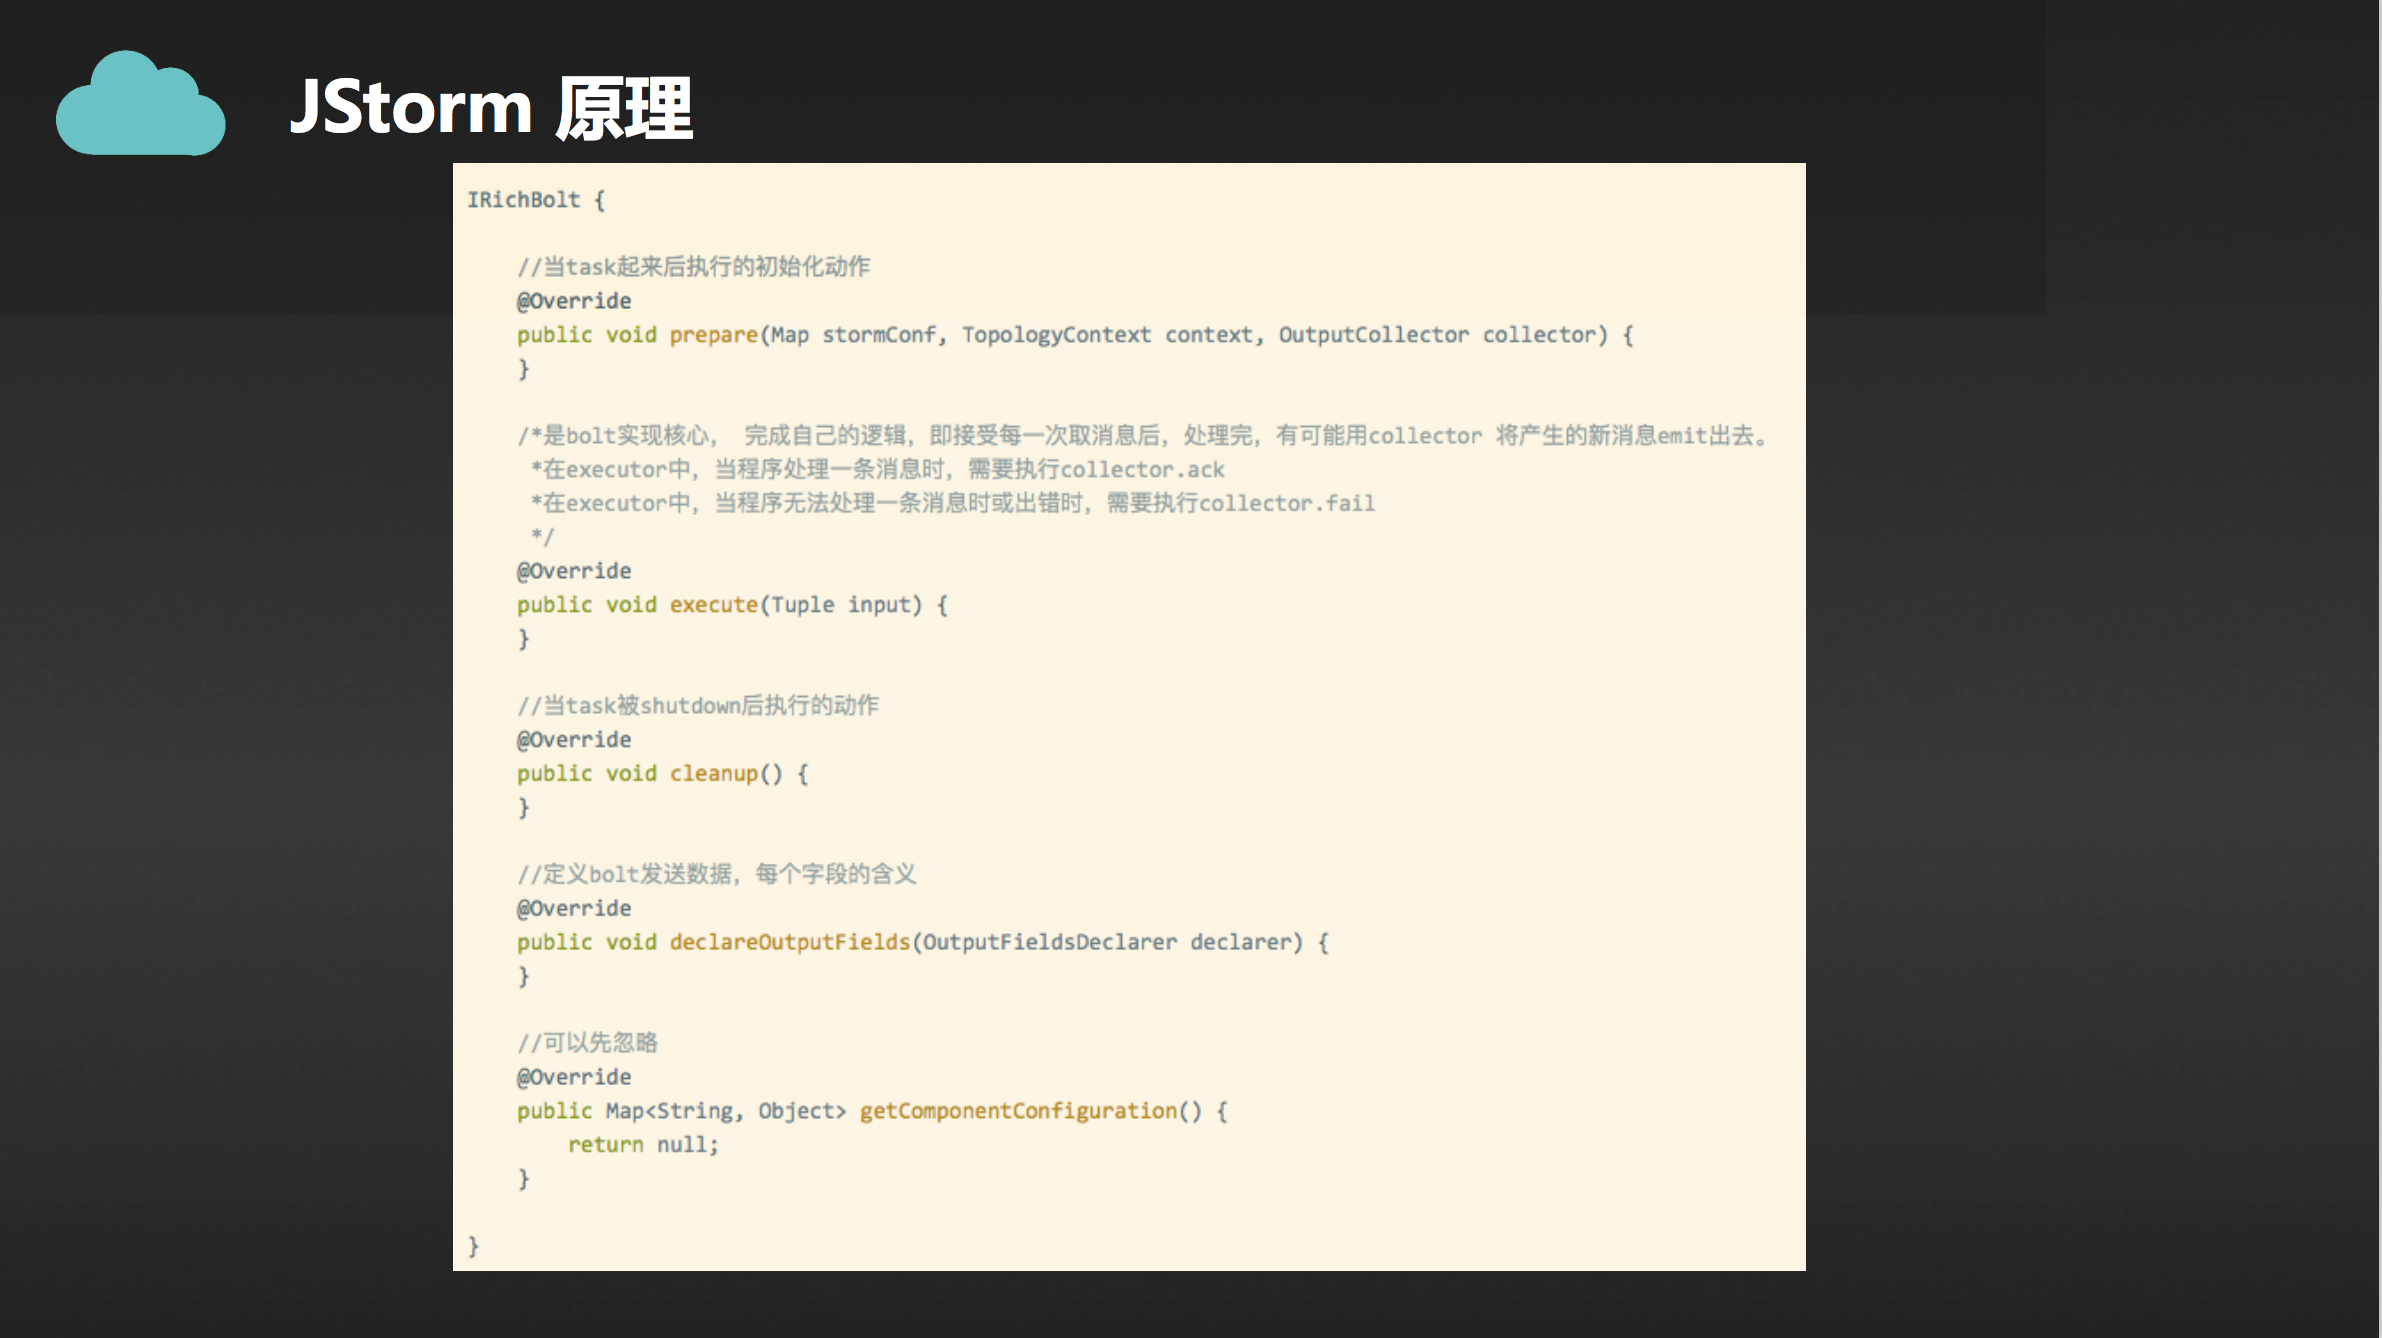 JStorm 原理
IRichBolt {
//当task起来后执行的初始化动作
@Override
public void prepare(Map stormConf, TopologyContext context, OutputCollector collector) {
}
/*是bolt实现核心， 完成自己的逻辑，即接受每一次取消息后，处理完，有可能用collector 将产生的新消息emit出去。
*在executor中，当程序处理一条消息时，需要执行collector.ack
*在executor中，当程序无法处理一条消息时或出错时，需要执行collector.fail
*/
@Override
public void execute(Tuple input) {
}
//当task被shutdown后执行的动作
@Override
public void cleanup() {
}
//定义bolt发送数据，每个字段的含义
@Override
public void declareOutputFields(OutputFieldsDeclarer declarer) {
}
//可以先忽略
@Override
public Map<String, Object> getComponentConfiguration() {
return null;
}
}